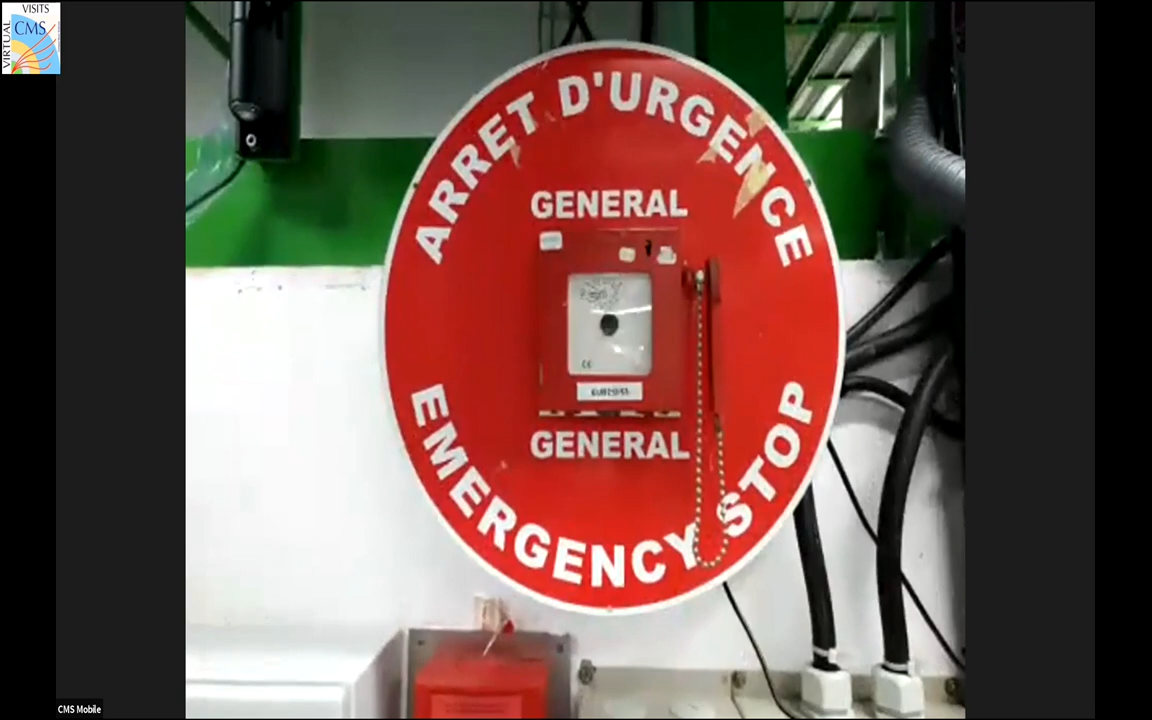 VISITS
VIRTUAL
CMS
ARRET D'URGENCE
GENERAL
GENERAL
EMERGENCY STOP
CMS Mobile